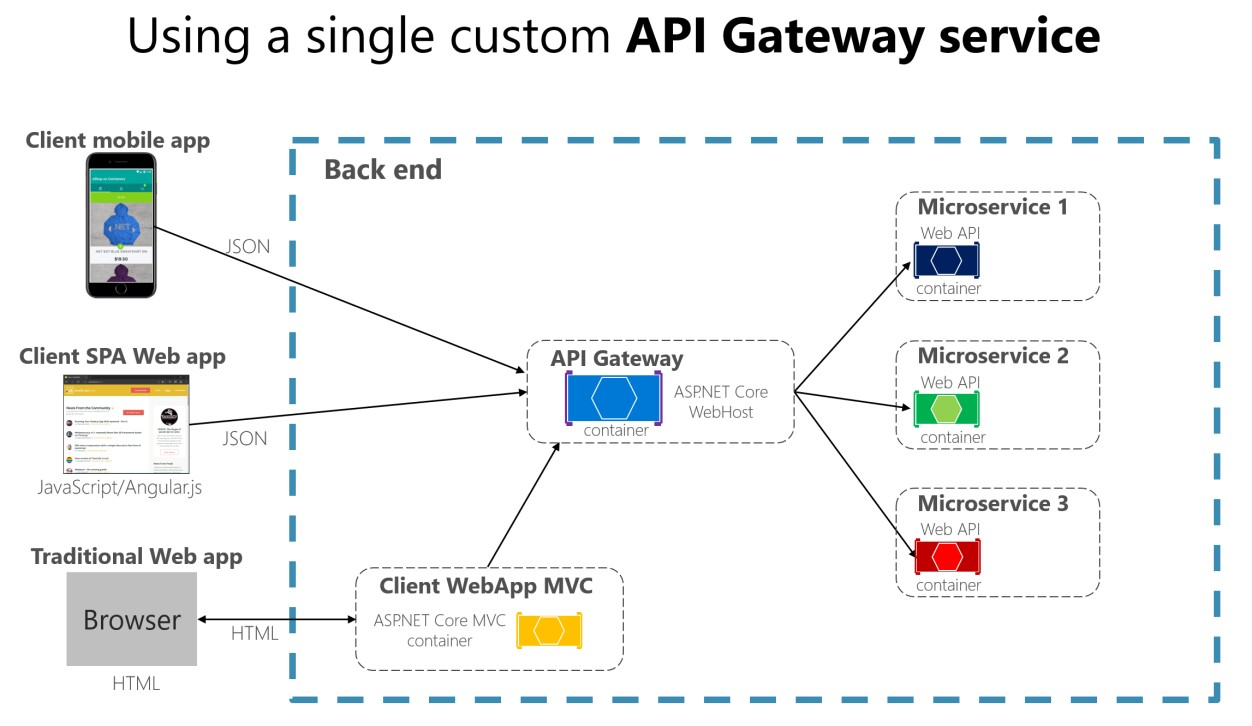 Using a single custom API Gateway service
Client mobile app
JSON
Client SPA Web app
JSON
JavaScript/Angular.js
Traditional Web app
Browser
HTML
HTML
Back end
API Gateway
ASP.NET Core
WebHost
container
Client WebApp MVC
ASP.NET Core MVC
container
Microservice 1
Web API
container
Microservice 2
Web API
container
Microservice 3
Web API
container